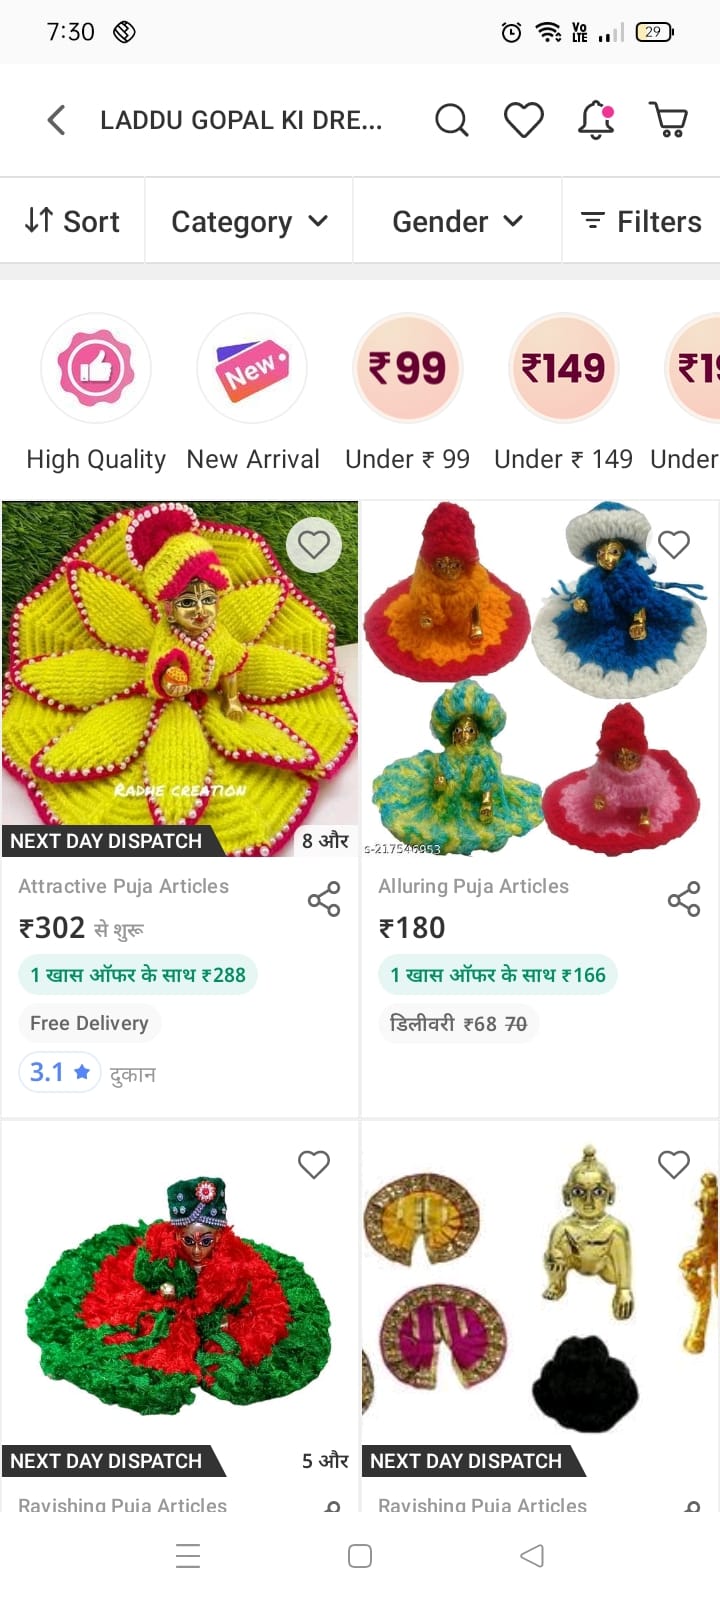 7:30
Vo
LTE
29
LADDU GOPAL KI DRE...
Sort
Category
Gender
Filters
New
₹99
₹149
₹19
High Quality
New Arrival
Under ₹ 99
Under ₹ 149
Under
RADHE CREATION
s-217546953
NEXT DAY DISPATCH
8 और
Attractive Puja Articles
₹302 से शुरू
1 खास ऑफर के साथ ₹288
Free Delivery
3.1 ★ दुकान
Alluring Puja Articles
₹180
1 खास ऑफर के साथ ₹166
डिलीवरी ₹68 70
NEXT DAY DISPATCH
5 और
NEXT DAY DISPATCH
Ravishing Puja Articles
Ravishing Puja Articles